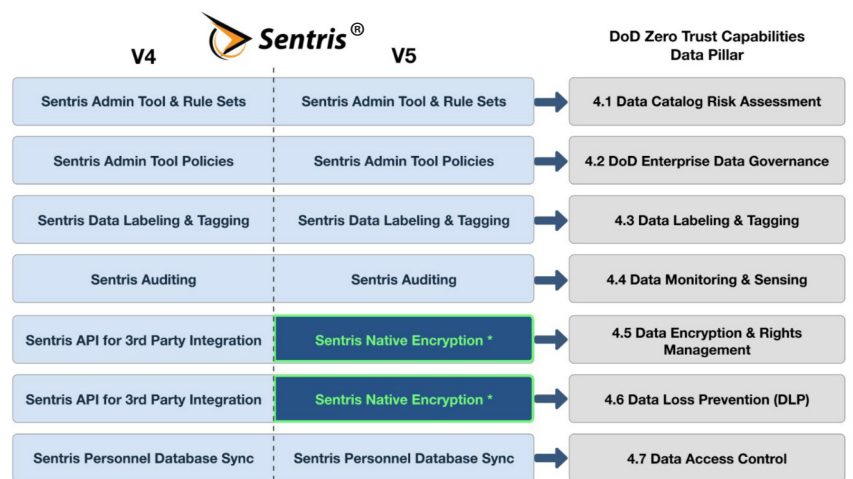 Sentris®
V4
V5
DoD Zero Trust Capabilities
Data Pillar
Sentris Admin Tool & Rule Sets
Sentris Admin Tool & Rule Sets
4.1 Data Catalog Risk Assessment
Sentris Admin Tool Policies
Sentris Admin Tool Policies
4.2 DoD Enterprise Data Governance
Sentris Data Labeling & Tagging
Sentris Data Labeling & Tagging
4.3 Data Labeling & Tagging
Sentris Auditing
Sentris Auditing
4.4 Data Monitoring & Sensing
Sentris API for 3rd Party Integration
Sentris Native Encryption *
4.5 Data Encryption & Rights
Management
Sentris API for 3rd Party Integration
Sentris Native Encryption *
4.6 Data Loss Prevention (DLP)
Sentris Personnel Database Sync
Sentris Personnel Database Sync
4.7 Data Access Control